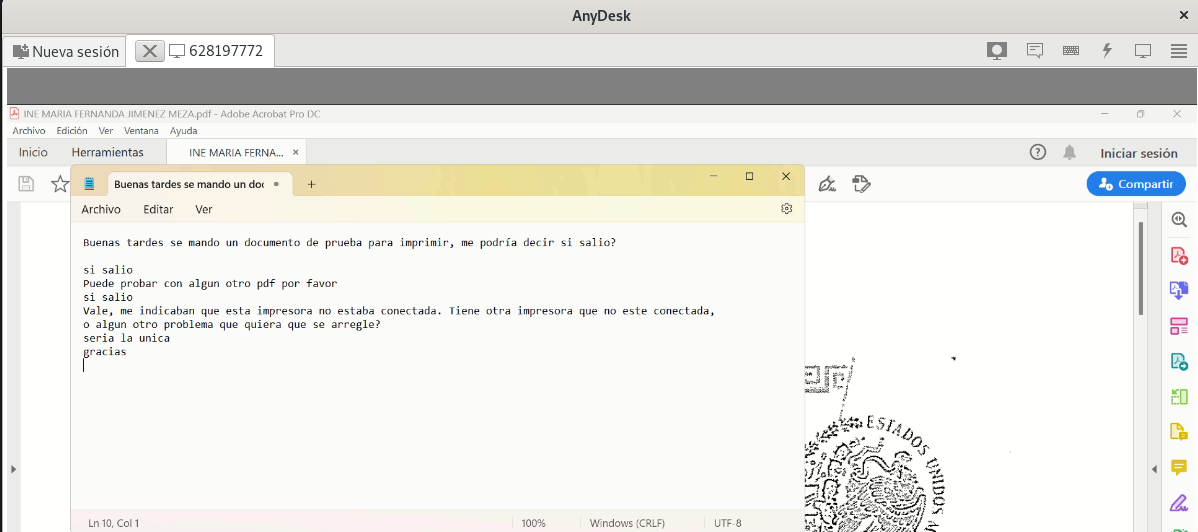 AnyDesk
Nueva sesión
628197772
INE MARIA FERNANDA JIMENEZ MEZA.pdf - Adobe Acrobat Pro DC
Archivo Edición Ver Ventana Ayuda
Inicio Herramientas INE MARIA FERNA... Iniciar sesión
Buenas tardes se mando un doc
Compartir
Archivo Editar Ver
Buenas tardes se mando un documento de prueba para imprimir, me podría decir si salio?
si salio
Puede probar con algun otro pdf por favor
si salio
Vale, me indicaban que esta impresora no estaba conectada. Tiene otra impresora que no este conectada,
o algun otro problema que quiera que se arregle?
seria la unica
gracias
ESTADOS UNIDOS
Ln 10, Col 1 100% Windows (CRLF) UTF-8